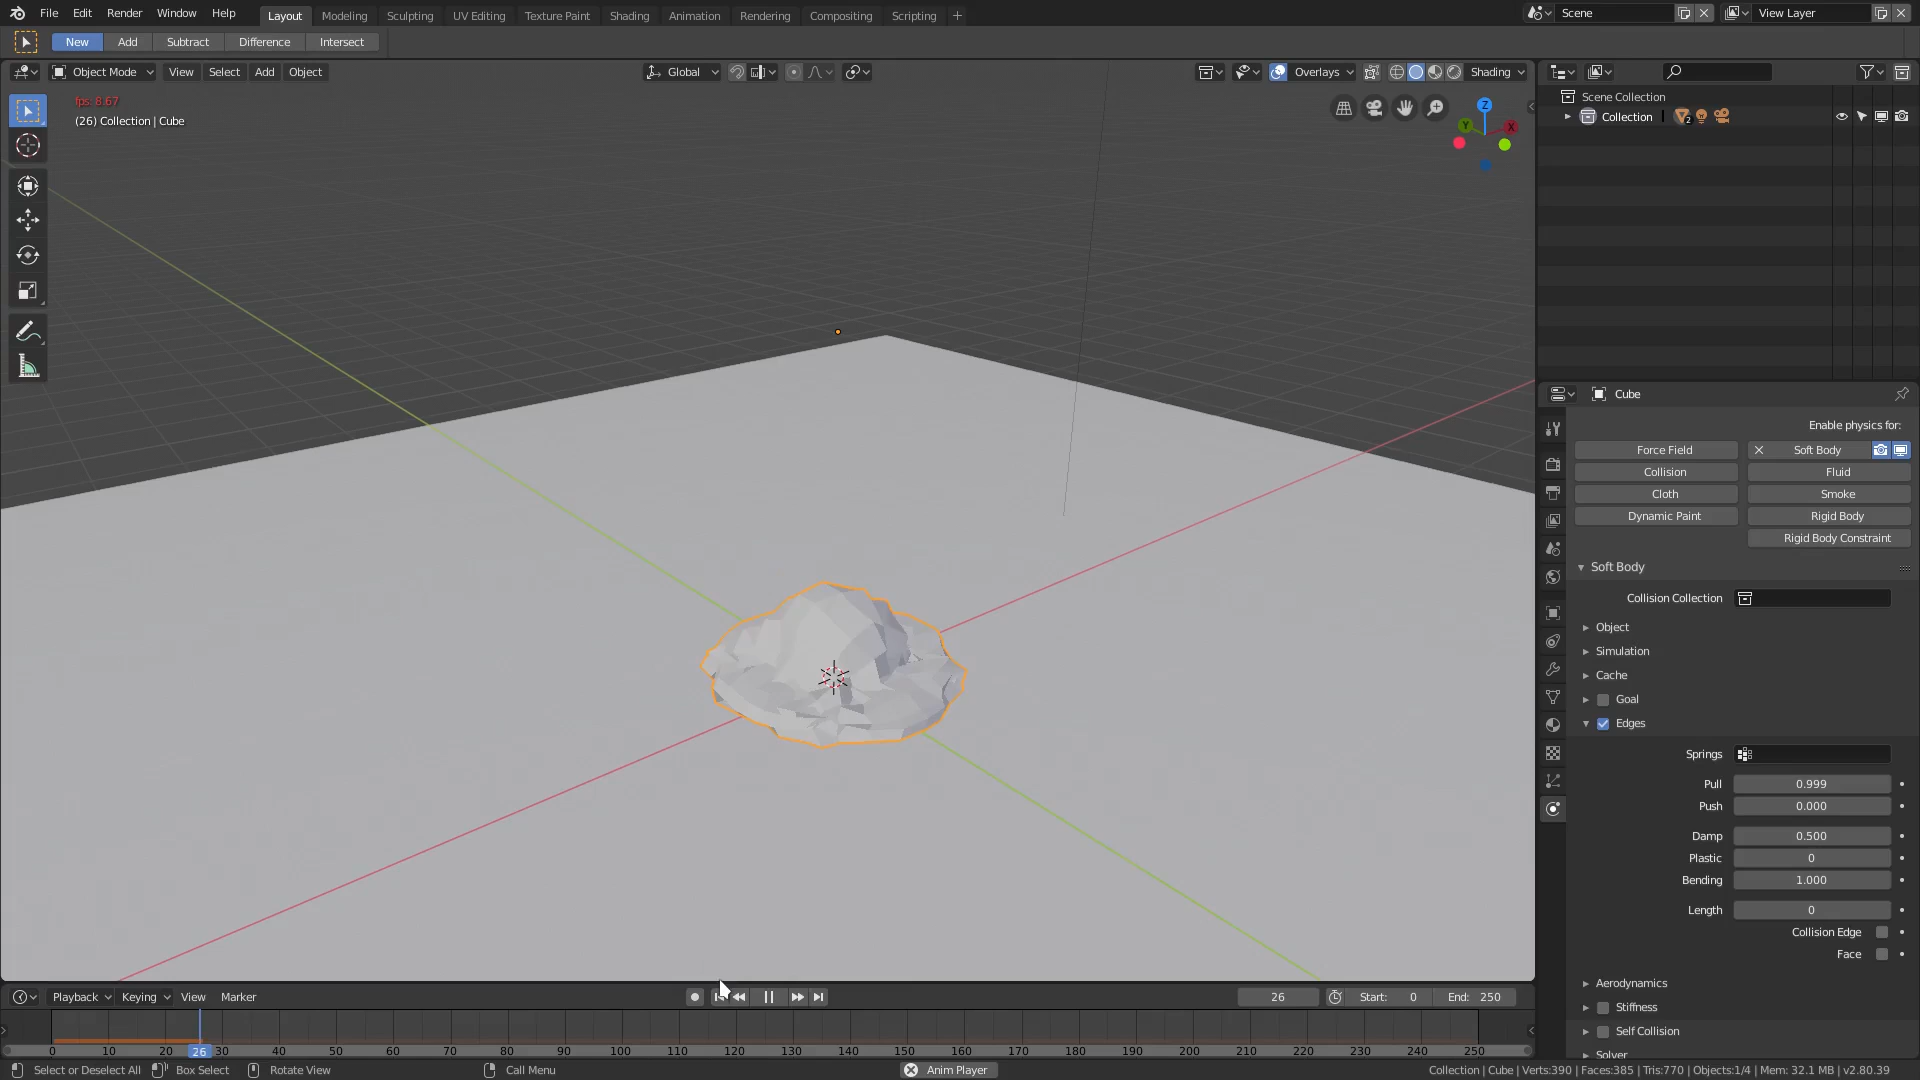 File Edit Render Window Help Layout Modeling Sculpting UV Editing Texture Paint Shading Animation Rendering Compositing Scripting Scene View Layer
New Add Subtract Difference Intersect
Object Mode View Select Add Object Global Overlays Shading
fps: 8.67
(26) Collection | Cube
Z
Y X
Scene Collection
Collection 2
Cube
Enable physics for:
Force Field Soft Body
Collision Fluid
Cloth Smoke
Dynamic Paint Rigid Body
Rigid Body Constraint
Soft Body
Collision Collection
Object
Simulation
Cache
Goal
Edges
Springs
Pull 0.999
Push 0.000
Damp 0.500
Plastic 0
Bending 1.000
Length 0
Collision Edge
Face
Aerodynamics
Stiffness
Self Collision
Solver
Playback Keying View Marker 26 Start: 0 End: 250
0 10 20 26 30 40 50 60 70 80 90 100 110 120 130 140 150 160 170 180 190 200 210 220 230 240 250
Select or Deselect All Box Select Rotate View Call Menu Anim Player Collection | Cube | Verts:390 | Faces:385 | Tris:770 | Objects:1/4 | Mem: 32.1 MB | v2.80.39